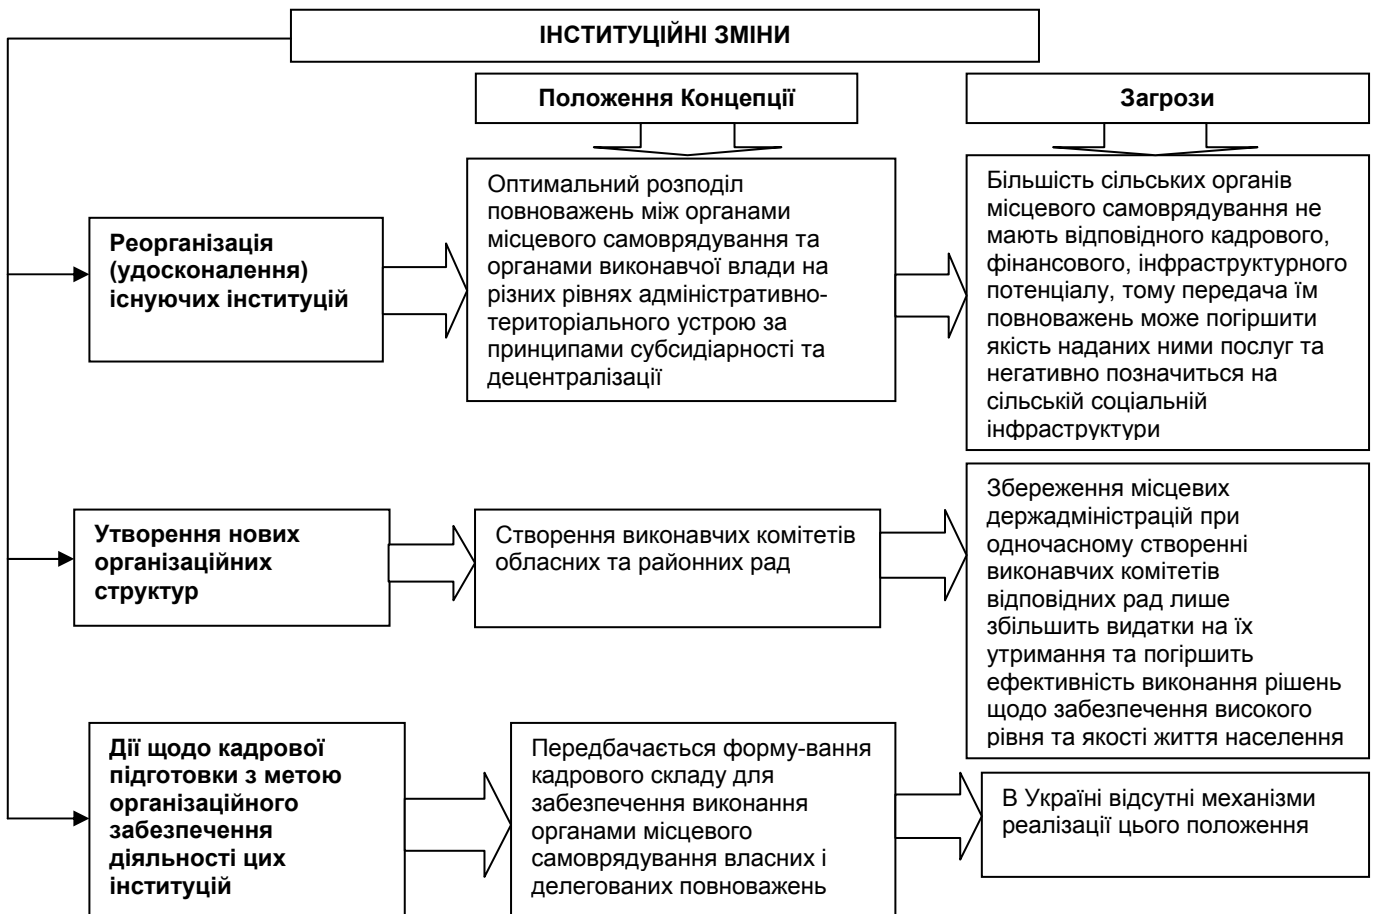 ІНСТИТУЦІЙНІ ЗМІНИ
Положення Концепції
Загрози
Реорганізація
(удосконалення)
існуючих інституцій
Оптимальний розподіл
повноважень між органами
місцевого самоврядування та
органами виконавчої влади на
різних рівнях адміністративно-
територіального устрою за
принципами субсидіарності та
децентралізації
Більшість сільських органів
місцевого самоврядування не
мають відповідного кадрового,
фінансового, інфраструктурного
потенціалу, тому передача їм
повноважень може погіршити
якість наданих ними послуг та
негативно позначиться на
сільській соціальній
інфраструктури
Утворення нових
організаційних
структур
Створення виконавчих комітетів
обласних та районних рад
Збереження місцевих
держадміністрацій при
одночасному створенні
виконавчих комітетів
відповідних рад лише
збільшить видатки на їх
утримання та погіршить
ефективність виконання рішень
щодо забезпечення високого
рівня та якості життя населення
Дії щодо кадрової
підготовки з метою
організаційного
забезпечення
діяльності цих
інституцій
Передбачається форму-вання
кадрового складу для
забезпечення виконання
органами місцевого
самоврядування власних і
делегованих повноважень
В Україні відсутні механізми
реалізації цього положення